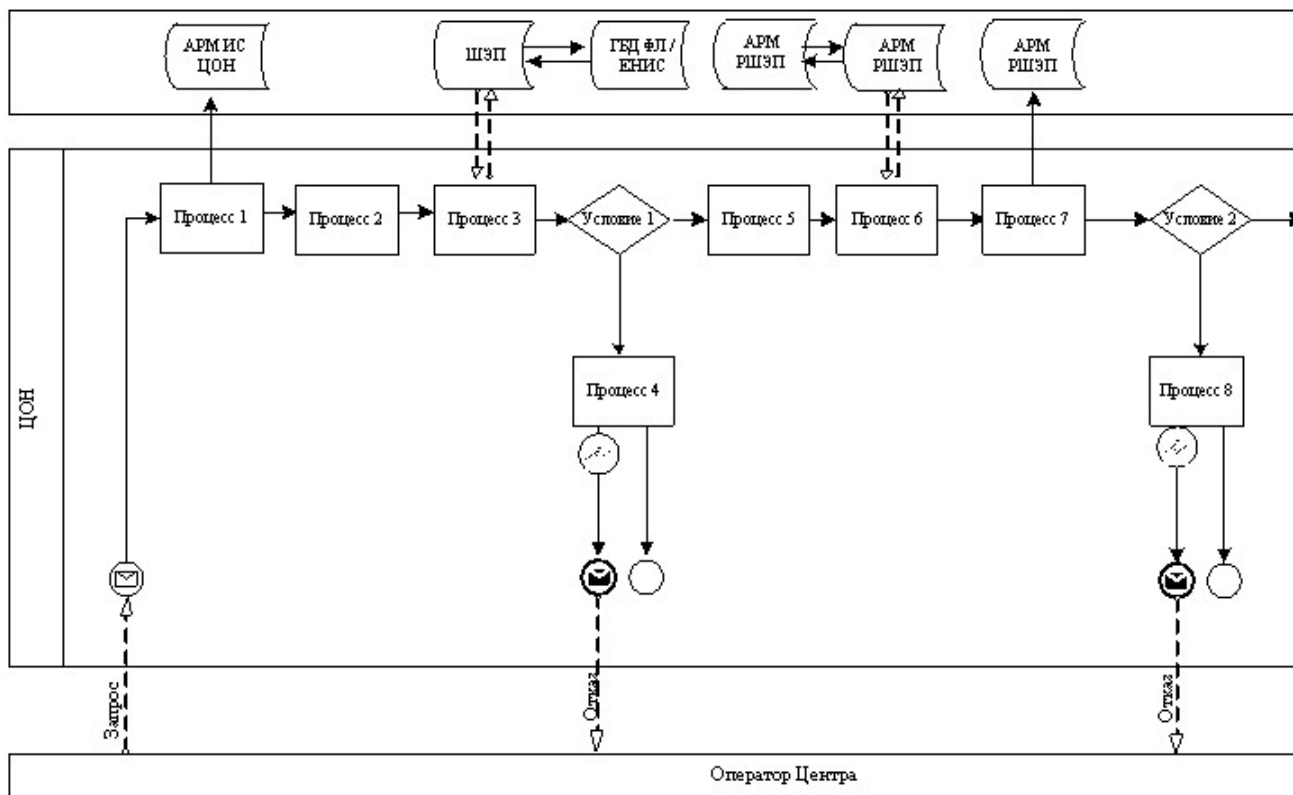 АРМ ИС
ЦОН
ШЭП
ГБД ФЛ /
ЕНИС
АРМ
РШЭП
АРМ
РШЭП
АРМ
РШЭП
ЦОН
Процесс 1
Процесс 2
Процесс 3
Условие 1
Процесс 5
Процесс 6
Процесс 7
Условие 2
Процесс 4
Процесс 8
Запрос
Отказ
Отказ
Оператор Центра